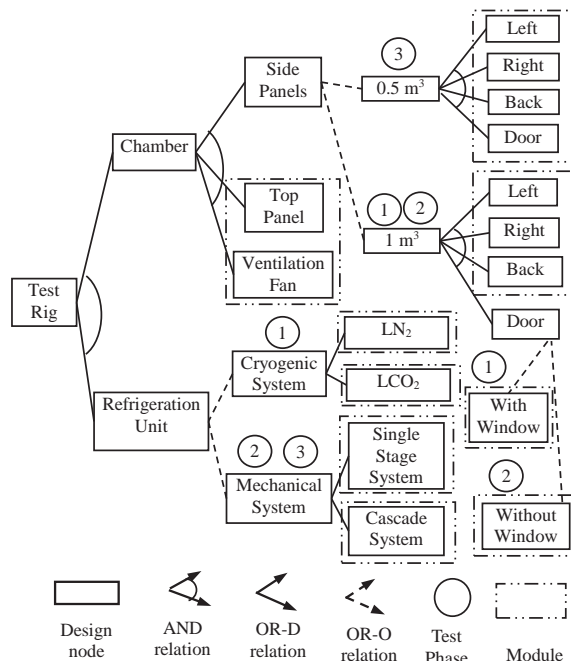 Left
3
Side
Panels
Right
0.5 m³
Back
Chamber
Door
Left
Top
Panel
1 2
Right
1 m³
Ventilation
Fan
Back
Test
Rig
Door
1
LN₂
Cryogenic
System
1
LCO₂
With
Window
Refrigeration
Unit
Single
Stage
System
2 3
2
Mechanical
System
Cascade
System
Without
Window
Design
node
AND
relation
OR-D
relation
OR-O
relation
Test
Phase
Module